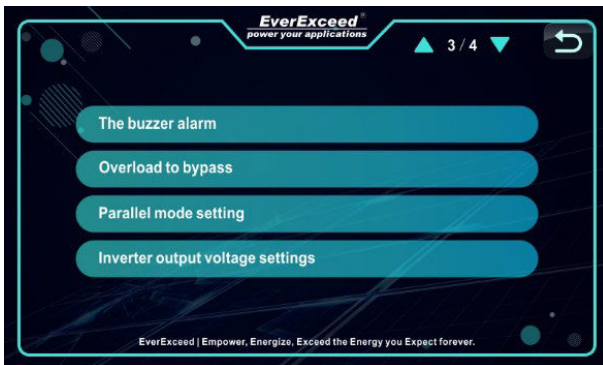 EverExceed®
power your applications
3/4
The buzzer alarm
Overload to bypass
Parallel mode setting
Inverter output voltage settings
EverExceed | Empower, Energize, Exceed the Energy you Expect forever.